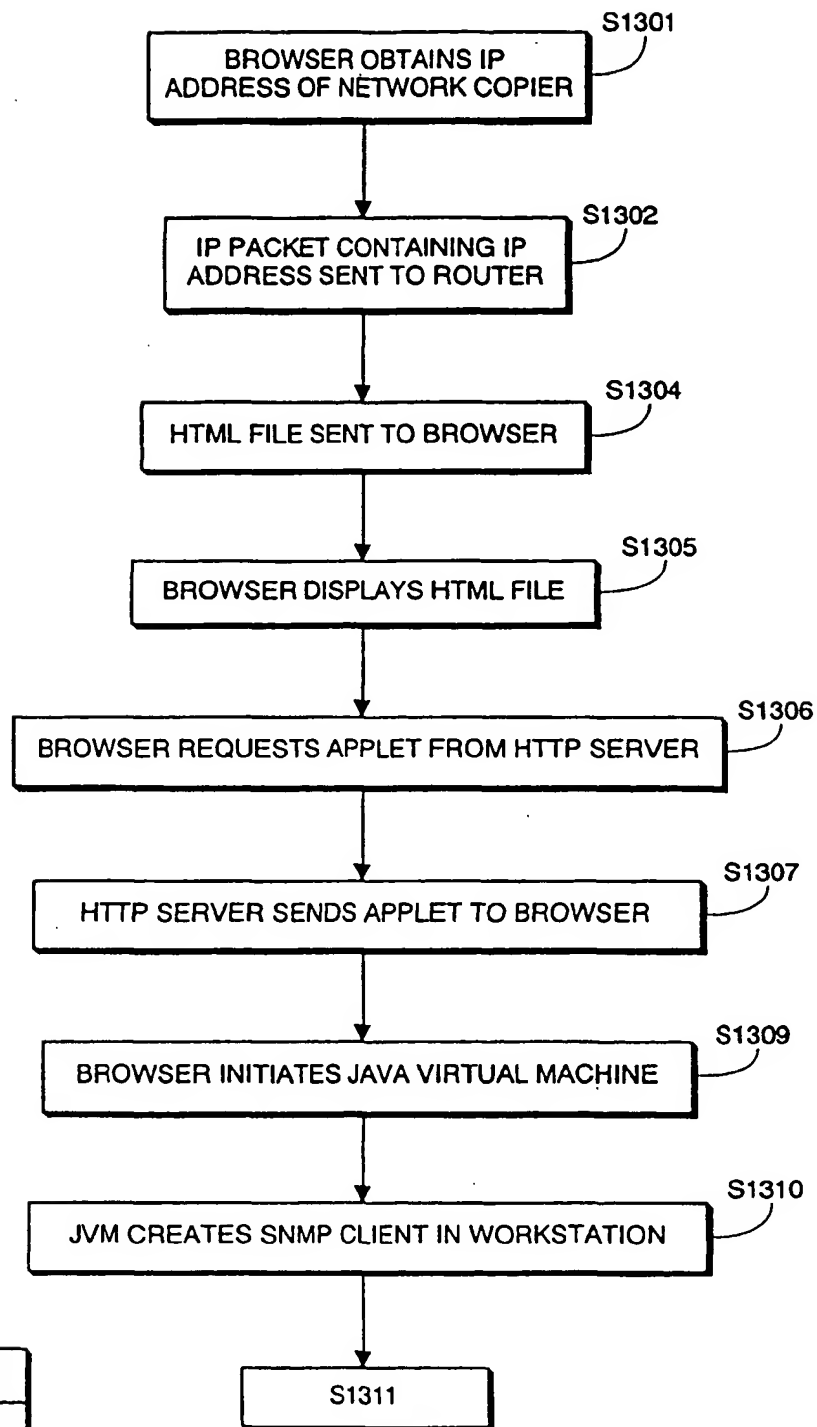 S1301
BROWSER OBTAINS IP
ADDRESS OF NETWORK COPIER
S1302
IP PACKET CONTAINING IP
ADDRESS SENT TO ROUTER
S1304
HTML FILE SENT TO BROWSER
S1305
BROWSER DISPLAYS HTML FILE
S1306
BROWSER REQUESTS APPLET FROM HTTP SERVER
S1307
HTTP SERVER SENDS APPLET TO BROWSER
S1309
BROWSER INITIATES JAVA VIRTUAL MACHINE
S1310
JVM CREATES SNMP CLIENT IN WORKSTATION
S1311